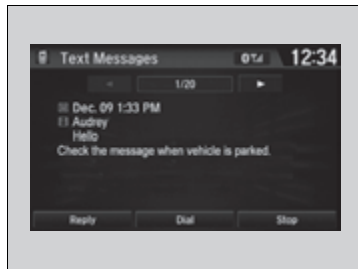 Text Messages
12:34
1/20
Dec. 09 1:33 PM
Audrey
Hello
Check the message when vehicle is parked.
Reply Dial Stop